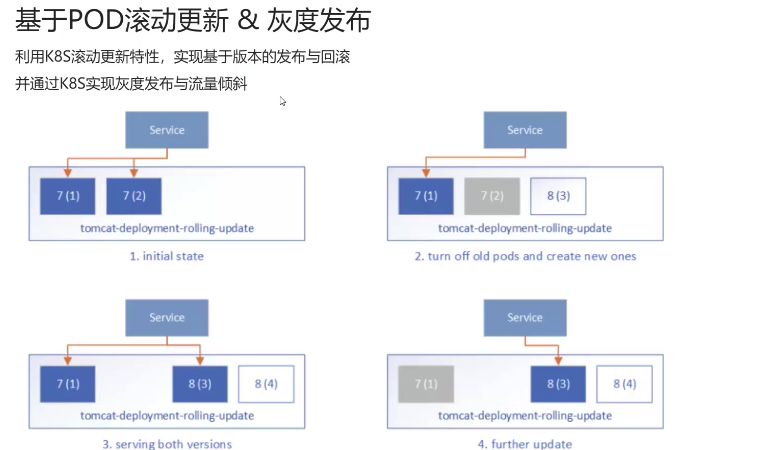 基于POD滚动更新 & 灰度发布
利用K8S滚动更新特性，实现基于版本的发布与回滚
并通过K8S实现灰度发布与流量倾斜
Service
7 (1)
7 (2)
tomcat-deployment-rolling-update
1. initial state
Service
7 (1)
7 (2)
8 (3)
tomcat-deployment-rolling-update
2. turn off old pods and create new ones
Service
7 (1)
8 (3)
8 (4)
tomcat-deployment-rolling-update
3. serving both versions
Service
7 (1)
8 (3)
8 (4)
tomcat-deployment-rolling-update
4. further update